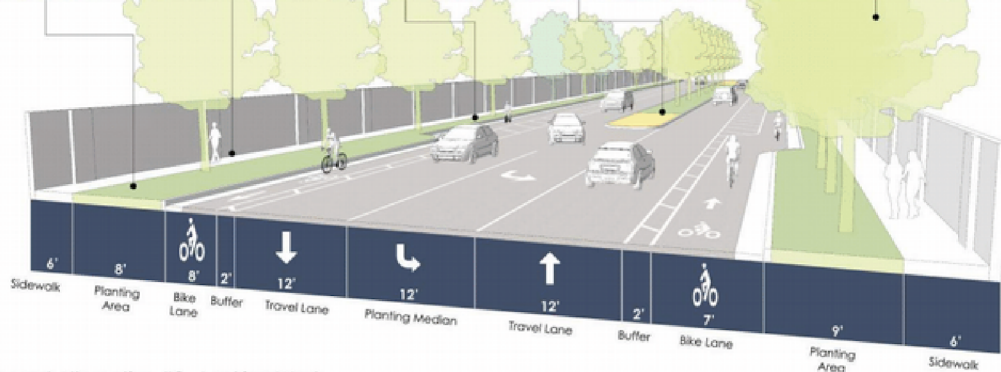 6'
8'
8'
2'
12'
12'
12'
2'
7'
9'
6'
Sidewalk
Planting
Area
Bike
Lane
Buffer
Travel Lane
Planting Median
Travel Lane
Buffer
Bike Lane
Planting
Area
Sidewalk